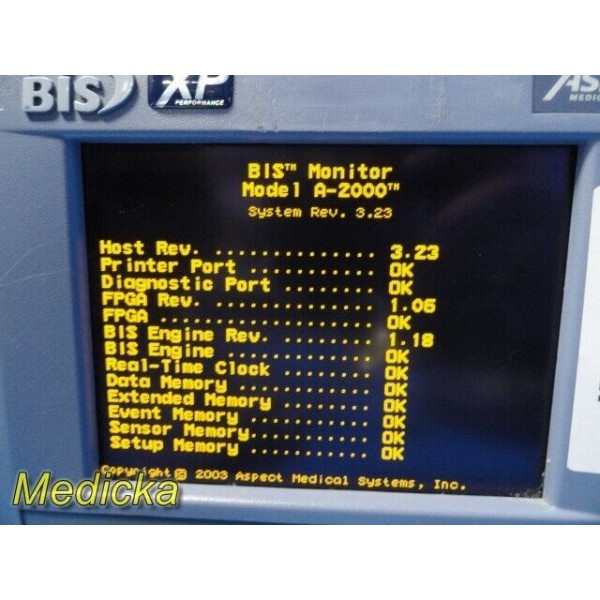 BIS XP
PERFORMANCE
MEDIC
BIS™ Monitor
Model A-2000™
System Rev. 3.23
Host Rev. ............... 3.23
Printer Port ............ OK
Diagnostic Port ......... OK
FPGA Rev. ............... 1.06
FPGA .................... OK
BIS Engine Rev. ......... 1.18
BIS Engine .............. OK
Real-Time Clock ......... OK
Data Memory ............. OK
Extended Memory ......... OK
Event Memory ............ OK
Sensor Memory............ OK
Setup Memory............. OK
Copyright © 2003 Aspect Medical Systems, Inc.
Medicka